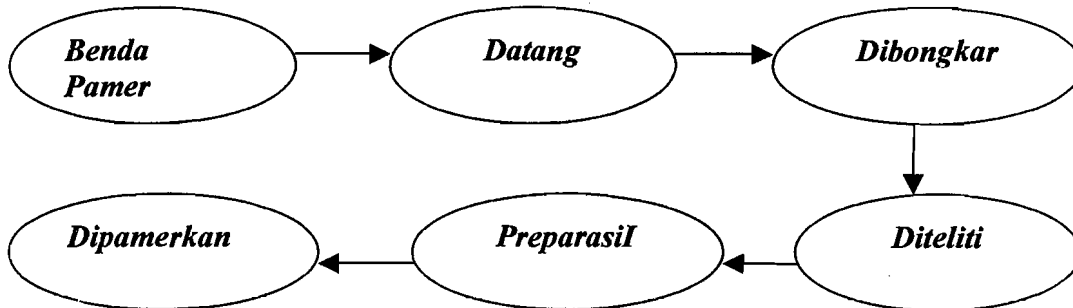 Benda
Pamer
Datang
Dibongkar
Diteliti
PreparasiI
Dipamerkan